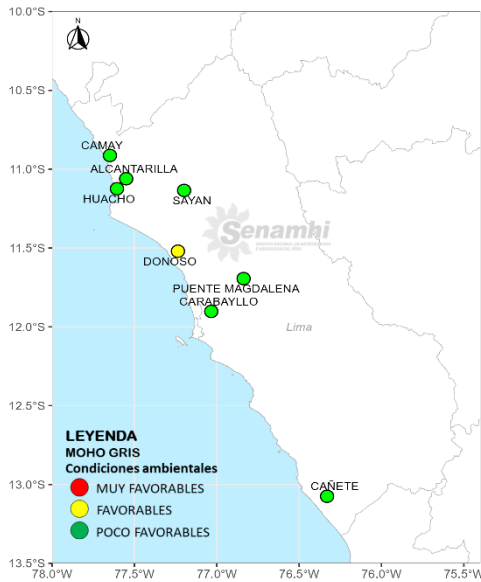 10.0°S
N
10.5°S
CAMAY
11.0°S
ALCANTARILLA
HUACHO
SAYAN
Senamhi
11.5°S
DONOSO
PUENTE MAGDALENA
CARABAYLLO
12.0°S
Lima
12.5°S
LEYENDA
MOHO GRIS
Condiciones ambientales
CAÑETE
13.0°S
MUY FAVORABLES
FAVORABLES
POCO FAVORABLES
13.5°S
78.0°W 77.5°W 77.0°W 76.5°W 76.0°W 75.5°W